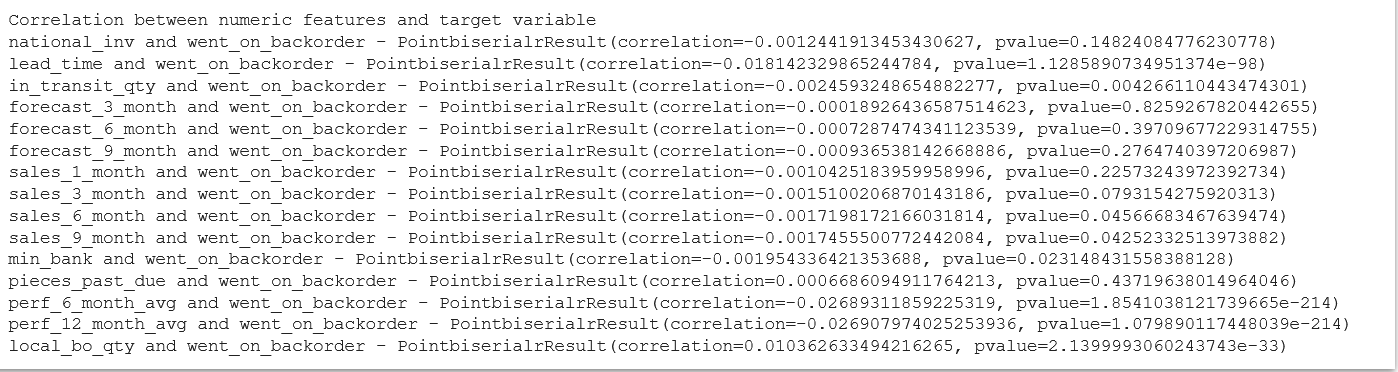 Correlation between numeric features and target variable
national_inv and went_on_backorder - PointbiserialrResult(correlation=-0.0012441913453430627, pvalue=0.14824084776230778)
lead_time and went_on_backorder - PointbiserialrResult(correlation=-0.018142329865244784, pvalue=1.1285890734951374e-98)
in_transit_qty and went_on_backorder - PointbiserialrResult(correlation=-0.0024593248654882277, pvalue=0.004266110443474301)
forecast_3_month and went_on_backorder - PointbiserialrResult(correlation=-0.00018926436587514623, pvalue=0.8259267820442655)
forecast_6_month and went_on_backorder - PointbiserialrResult(correlation=-0.0007287474341123539, pvalue=0.39709677229314755)
forecast_9_month and went_on_backorder - PointbiserialrResult(correlation=-0.000936538142668886, pvalue=0.2764740397206987)
sales_1_month and went_on_backorder - PointbiserialrResult(correlation=-0.0010425183959958996, pvalue=0.22573243972392734)
sales_3_month and went_on_backorder - PointbiserialrResult(correlation=-0.0015100206870143186, pvalue=0.0793154275920313)
sales_6_month and went_on_backorder - PointbiserialrResult(correlation=-0.0017198172166031814, pvalue=0.04566683467639474)
sales_9_month and went_on_backorder - PointbiserialrResult(correlation=-0.0017455500772442084, pvalue=0.04252332513973882)
min_bank and went_on_backorder - PointbiserialrResult(correlation=-0.001954336421353688, pvalue=0.023148431558388128)
pieces_past_due and went_on_backorder - PointbiserialrResult(correlation=0.0006686094911764213, pvalue=0.43719638014964046)
perf_6_month_avg and went_on_backorder - PointbiserialrResult(correlation=-0.02689311859225319, pvalue=1.8541038121739665e-214)
perf_12_month_avg and went_on_backorder - PointbiserialrResult(correlation=-0.026907974025253936, pvalue=1.079890117448039e-214)
local_bo_qty and went_on_backorder - PointbiserialrResult(correlation=0.010362633494216265, pvalue=2.1399993060243743e-33)